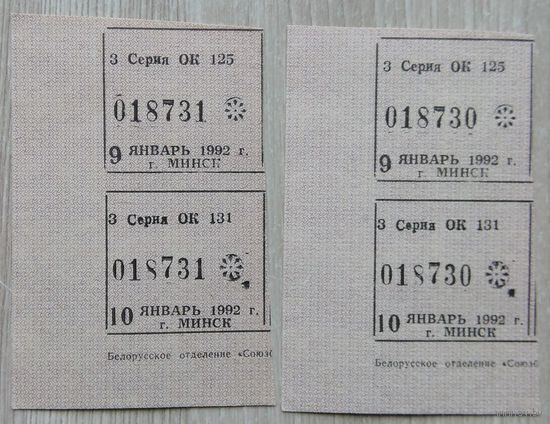 3 Серия ОК 125
018731
9 ЯНВАРЬ 1992 г.
г. МИНСК
3 Серия ОК 131
018731
10 ЯНВАРЬ 1992 г.
г. МИНСК
Белорусское отделение «Союз
3 Серия ОК 125
018730
9 ЯНВАРЬ 1992 г.
г. МИНСК
3 Серия ОК 131
018730
10 ЯНВАРЬ 1992 г.
г. МИНСК
Белорусское отделение «Союз